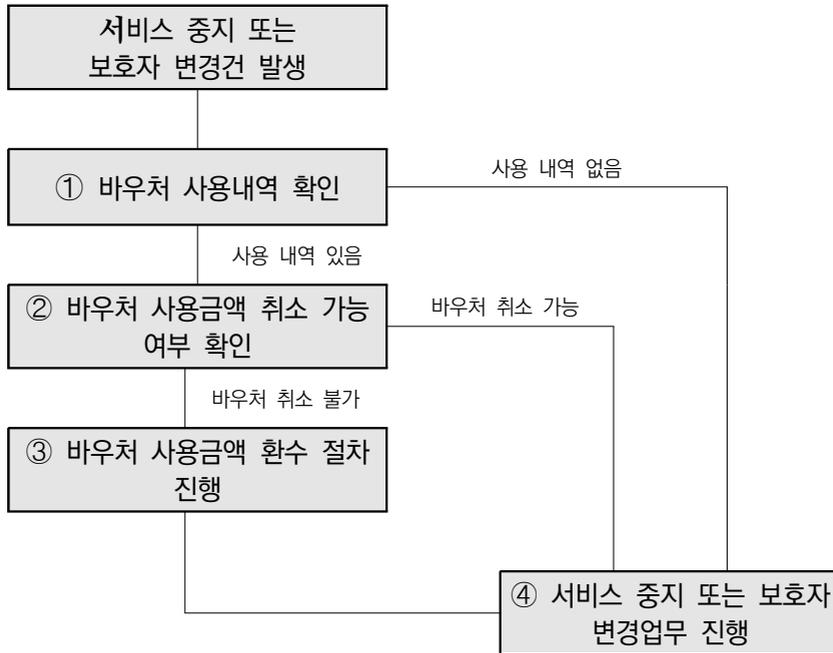 서비스 중지 또는
보호자 변경건 발생
① 바우처 사용내역 확인
사용 내역 없음
사용 내역 있음
② 바우처 사용금액 취소 가능
여부 확인
바우처 취소 가능
바우처 취소 불가
③ 바우처 사용금액 환수 절차
진행
④ 서비스 중지 또는 보호자
변경업무 진행